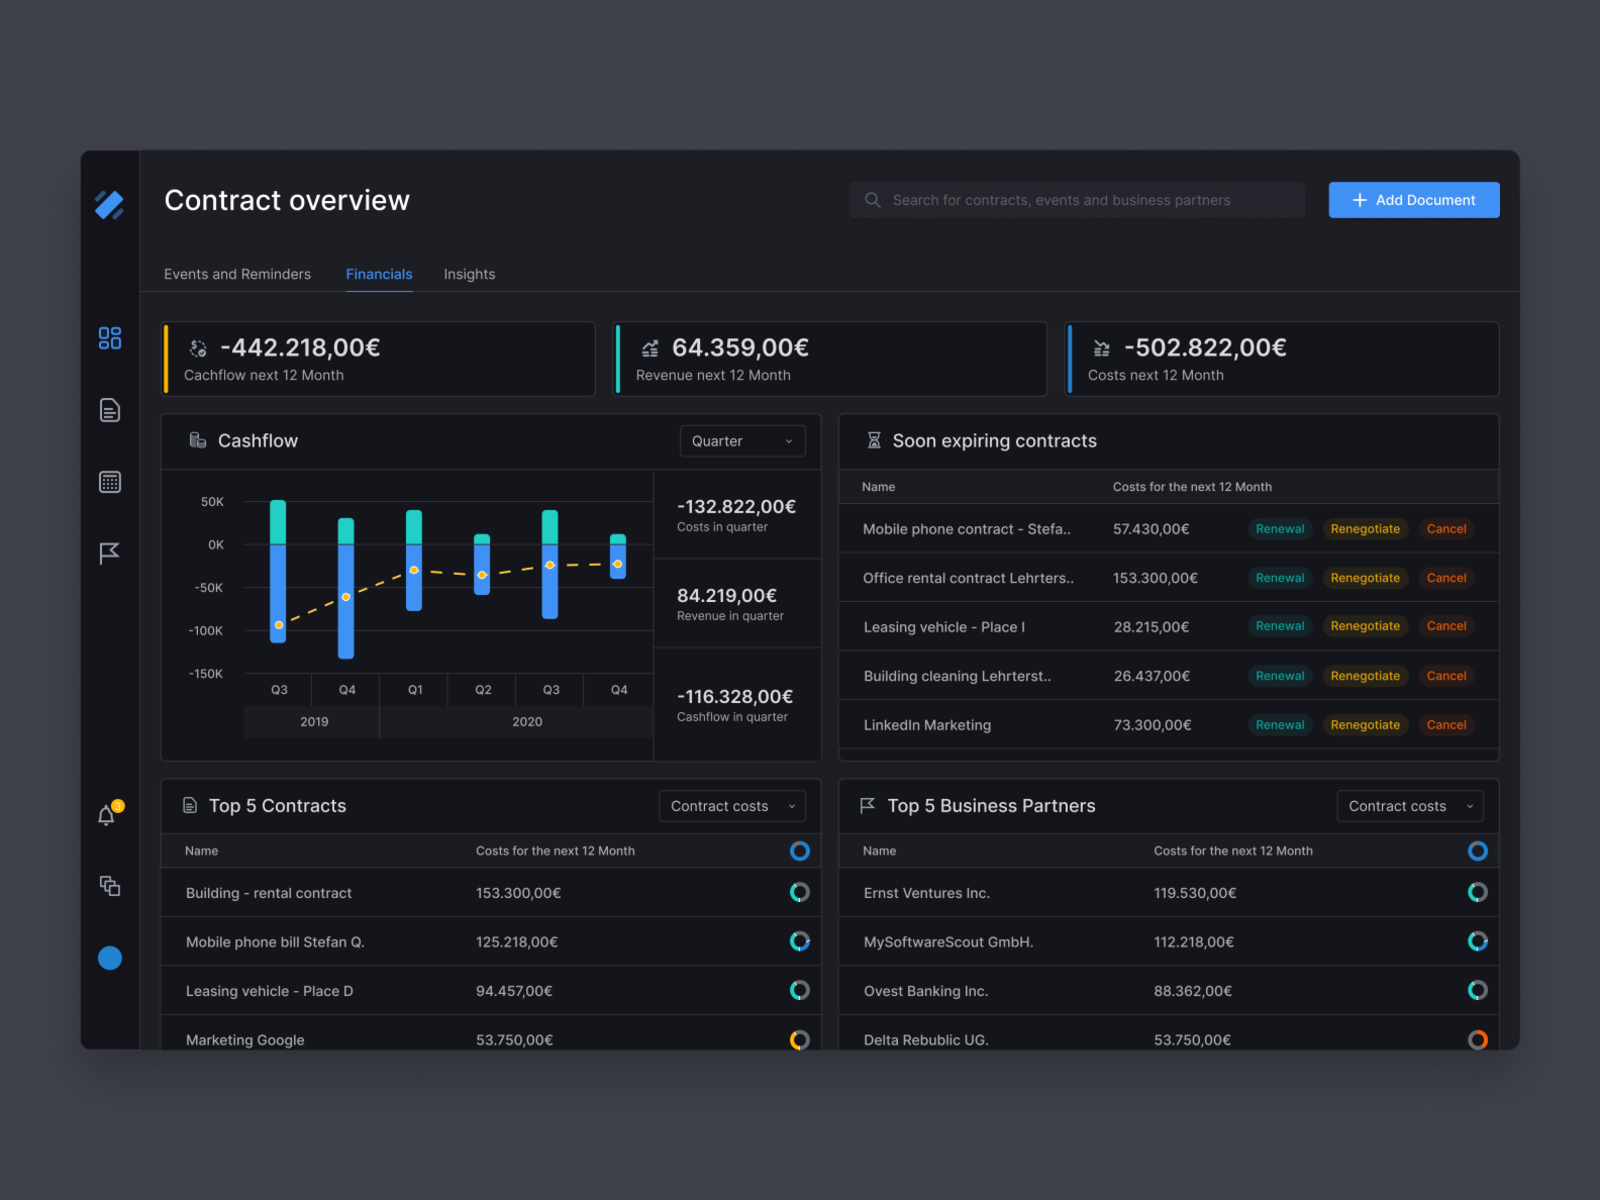 Contract overview
Search for contracts, events and business partners
Add Document
Events and Reminders
Financials
Insights
-442.218,00€
Cachflow next 12 Month
64.359,00€
Revenue next 12 Month
-502.822,00€
Costs next 12 Month
Cashflow
Quarter
50K
0K
-50K
-100K
-150K
Q3 Q4 Q1 Q2 Q3 Q4
2019 2020
-132.822,00€
Costs in quarter
84.219,00€
Revenue in quarter
-116.328,00€
Cashflow in quarter
Soon expiring contracts
Name Costs for the next 12 Month
Mobile phone contract - Stefa.. 57.430,00€ Renewal Renegotiate Cancel
Office rental contract Lehrters.. 153.300,00€ Renewal Renegotiate Cancel
Leasing vehicle - Place I 28.215,00€ Renewal Renegotiate Cancel
Building cleaning Lehrterst.. 26.437,00€ Renewal Renegotiate Cancel
LinkedIn Marketing 73.300,00€ Renewal Renegotiate Cancel
3
Top 5 Contracts
Contract costs
Name Costs for the next 12 Month
Building - rental contract 153.300,00€
Mobile phone bill Stefan Q. 125.218,00€
Leasing vehicle - Place D 94.457,00€
Marketing Google 53.750,00€
Top 5 Business Partners
Contract costs
Name Costs for the next 12 Month
Ernst Ventures Inc. 119.530,00€
MySoftwareScout GmbH. 112.218,00€
Ovest Banking Inc. 88.362,00€
Delta Rebublic UG. 53.750,00€